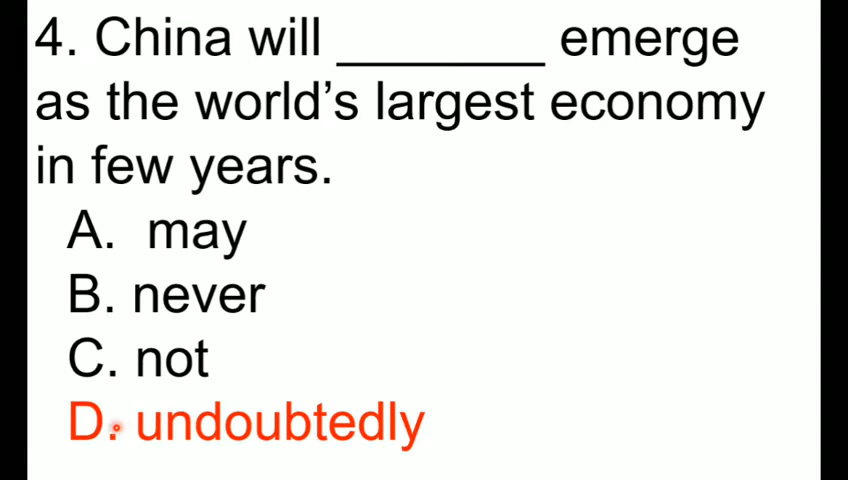 4. China will ________ emerge
as the world’s largest economy
in few years.
A. may
B. never
C. not
D. undoubtedly